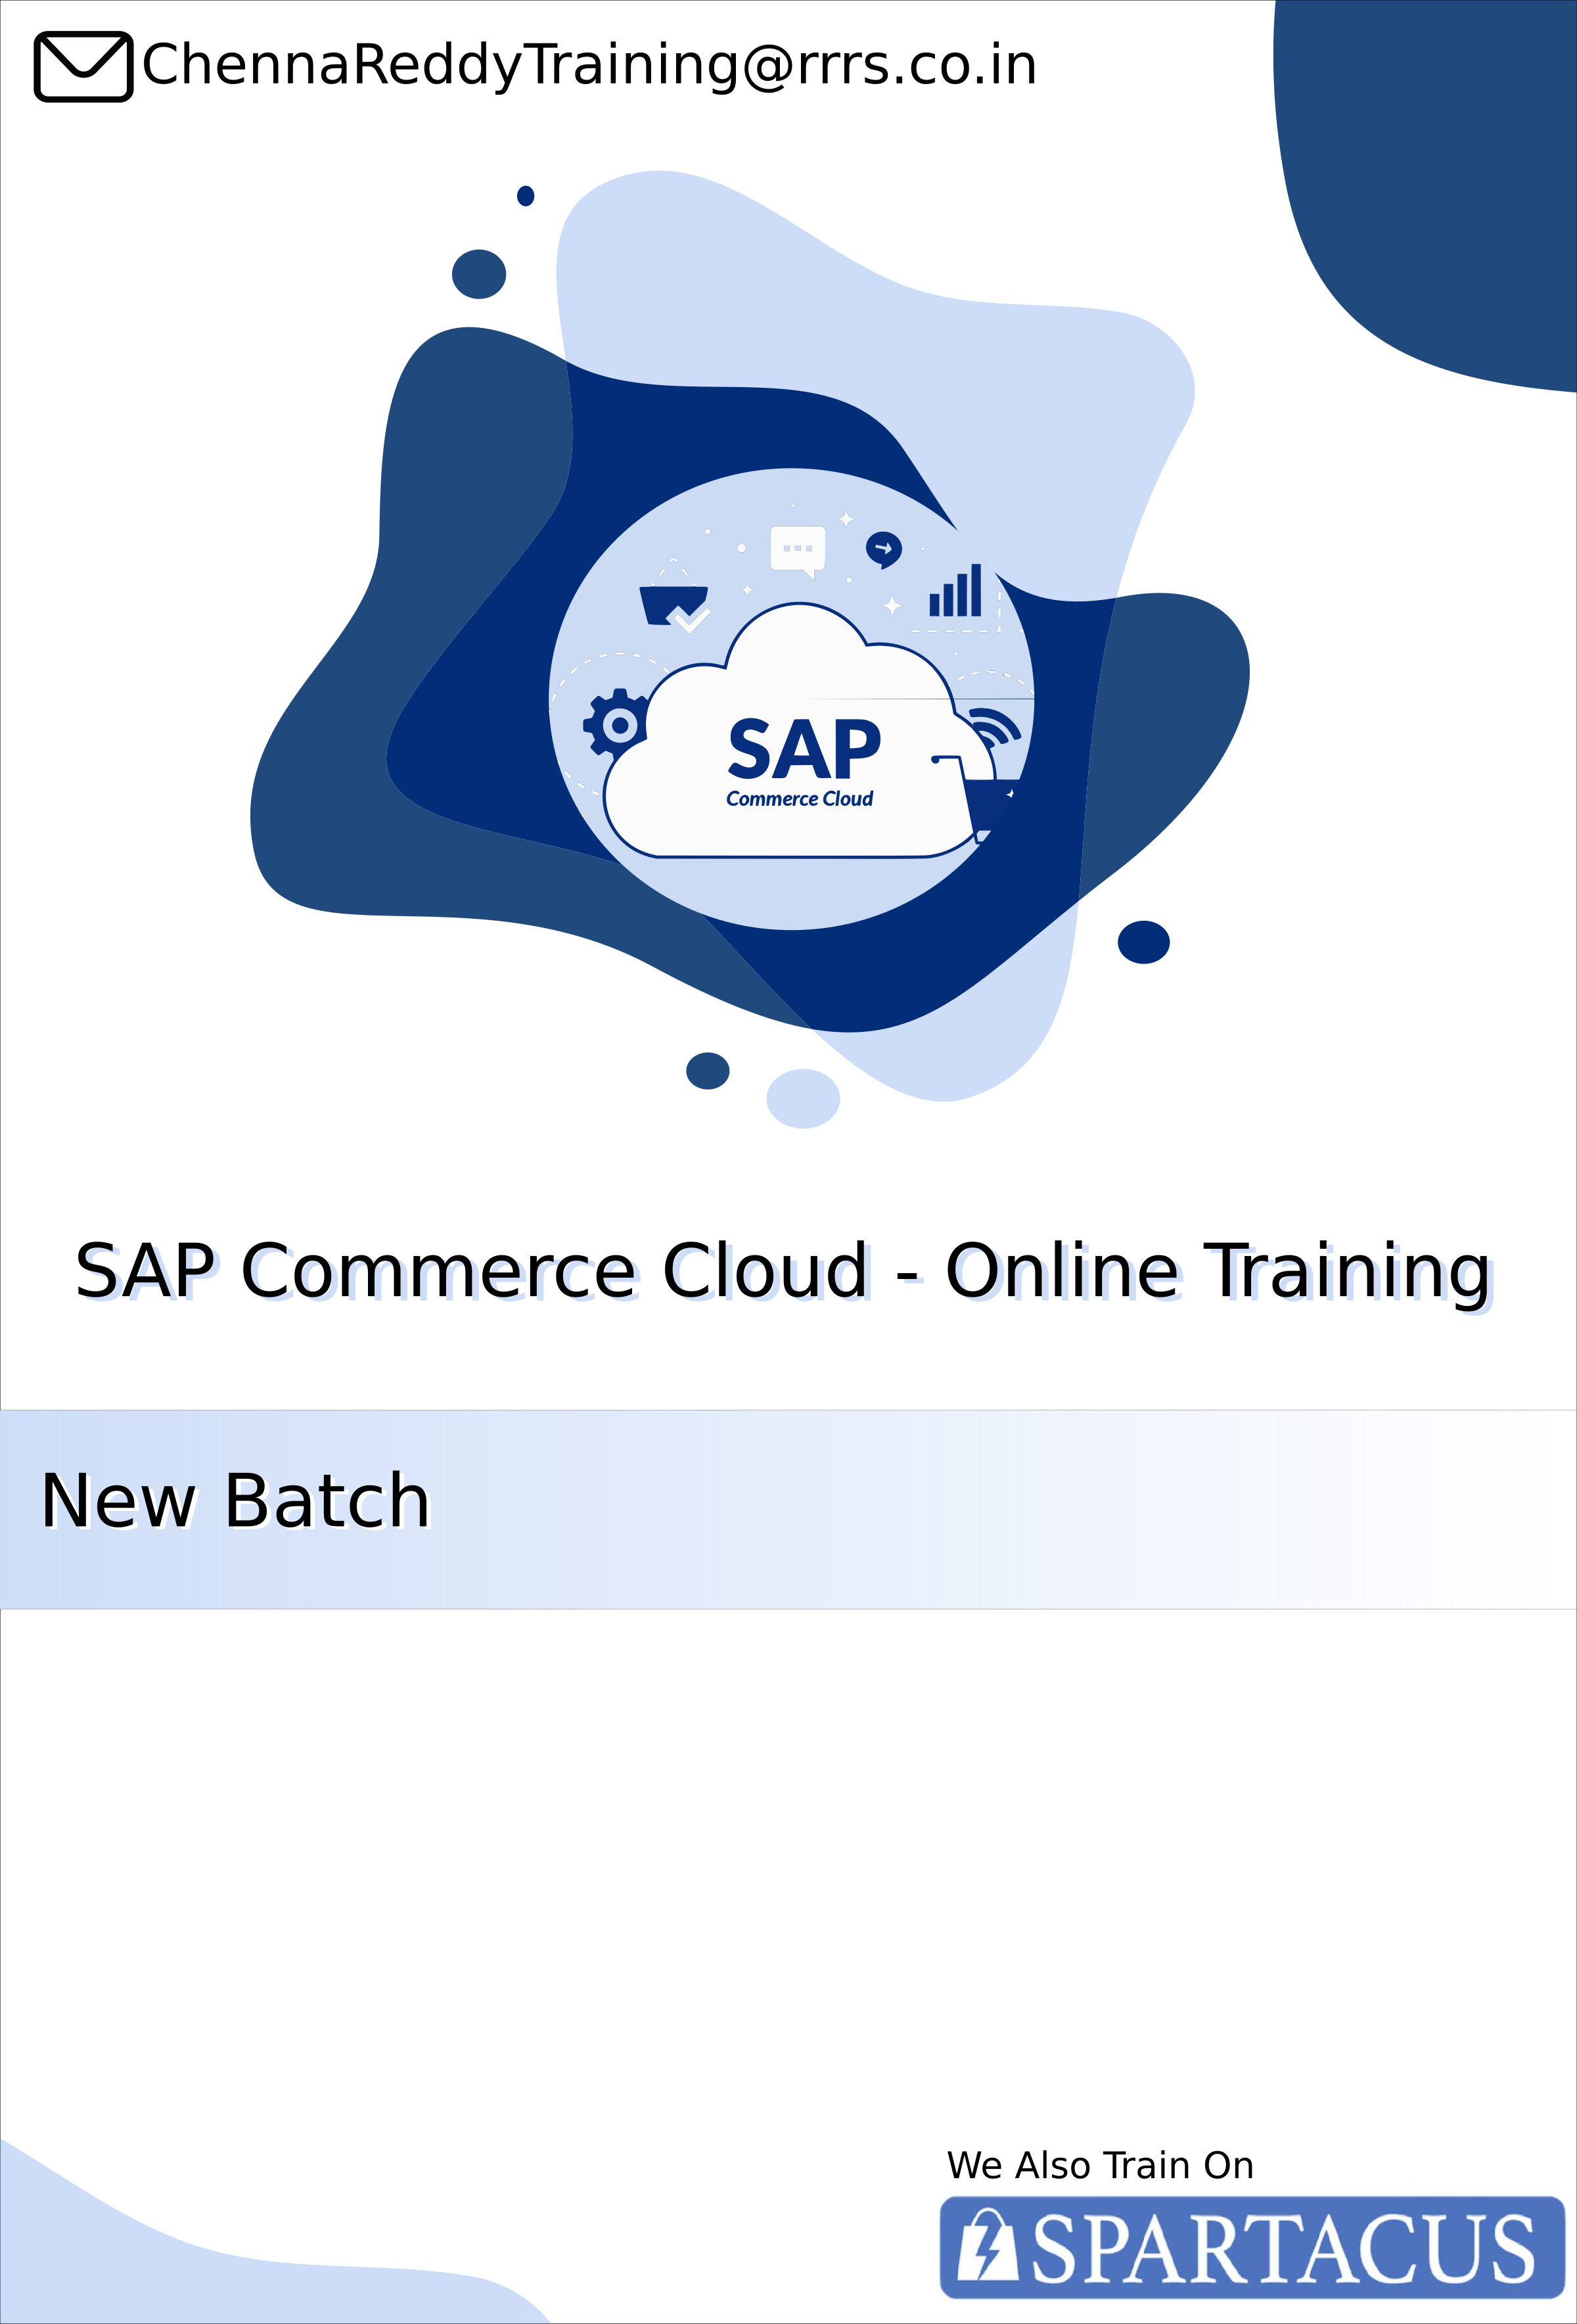 ChennaReddyTraining@rrrs.co.in
SAP
Commerce Cloud
SAP Commerce Cloud - Online Training
New Batch
We Also Train On
SPARTACUS